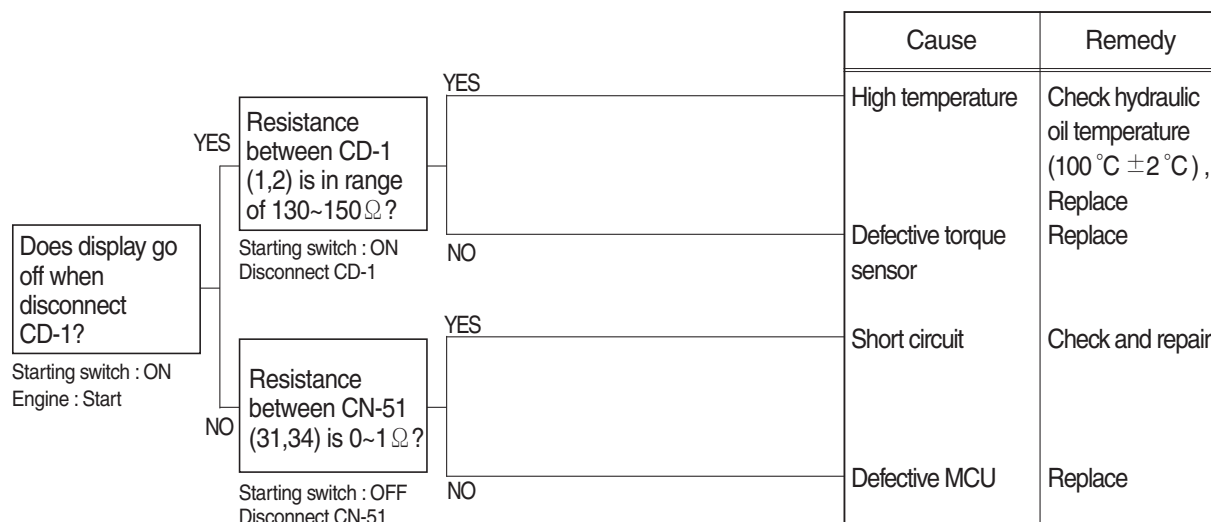 Cause
Remedy
YES
High temperature
Check hydraulic
oil temperature
(100 °C ±2 °C) ,
Replace
YES
Resistance
between CD-1
(1,2) is in range
of 130~150Ω?
Starting switch : ON
Disconnect CD-1
NO
Defective torque
sensor
Replace
Does display go
off when
disconnect
CD-1?
Starting switch : ON
Engine : Start
YES
Short circuit
Check and repair
NO
Resistance
between CN-51
(31,34) is 0~1Ω?
Starting switch : OFF
Disconnect CN-51
NO
Defective MCU
Replace